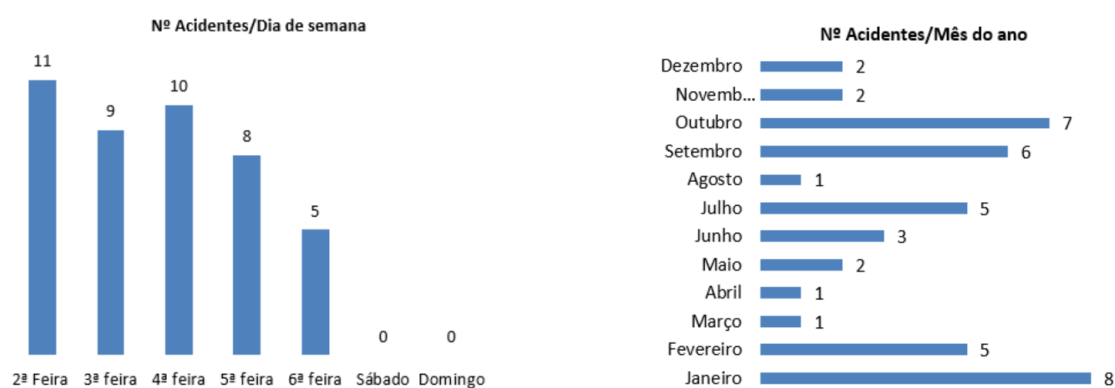 Nº Acidentes/Dia de semana
11
9
10
8
5
0
0
2ª Feira 3ª feira 4ª feira 5ª feira 6ª feira Sábado Domingo
Nº Acidentes/Mês do ano
Dezembro 2
Novemb... 2
Outubro 7
Setembro 6
Agosto 1
Julho 5
Junho 3
Maio 2
Abril 1
Março 1
Fevereiro 5
Janeiro 8